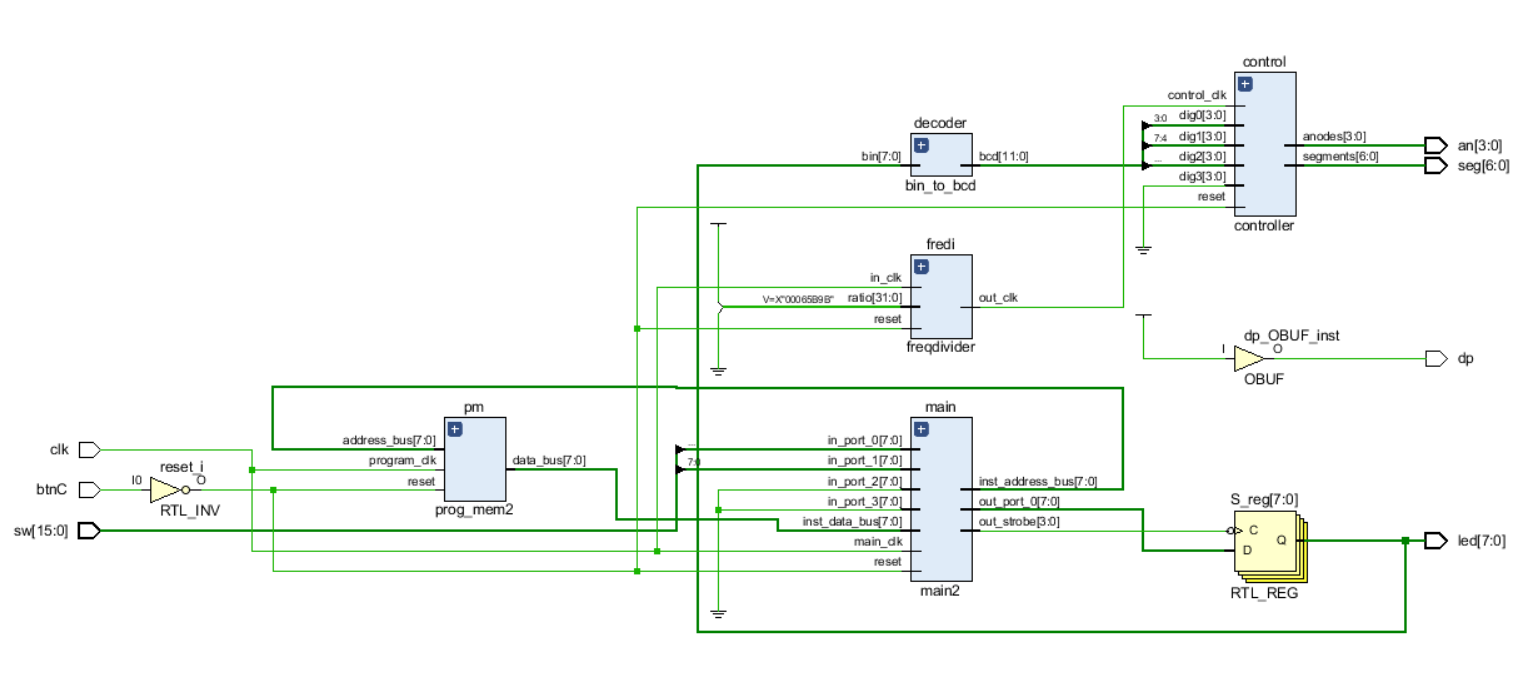 control
control_clk
3:0
dig0[3:0]
7:4
dig1[3:0]
...
dig2[3:0]
dig3[3:0]
reset
anodes[3:0]
segments[6:0]
controller
an[3:0]
seg[6:0]
decoder
bin[7:0]
bcd[11:0]
bin_to_bcd
fredi
in_clk
V=X"00065B9B"
ratio[31:0]
reset
out_clk
freqdivider
dp_OBUF_inst
I
O
OBUF
dp
pm
address_bus[7:0]
program_clk
reset
data_bus[7:0]
prog_mem2
clk
btnC
I0
reset_i
O
RTL_INV
sw[15:0]
main
...
in_port_0[7:0]
7:0
in_port_1[7:0]
in_port_2[7:0]
in_port_3[7:0]
inst_data_bus[7:0]
main_clk
reset
inst_address_bus[7:0]
out_port_0[7:0]
out_strobe[3:0]
main2
S_reg[7:0]
C
D
Q
RTL_REG
led[7:0]